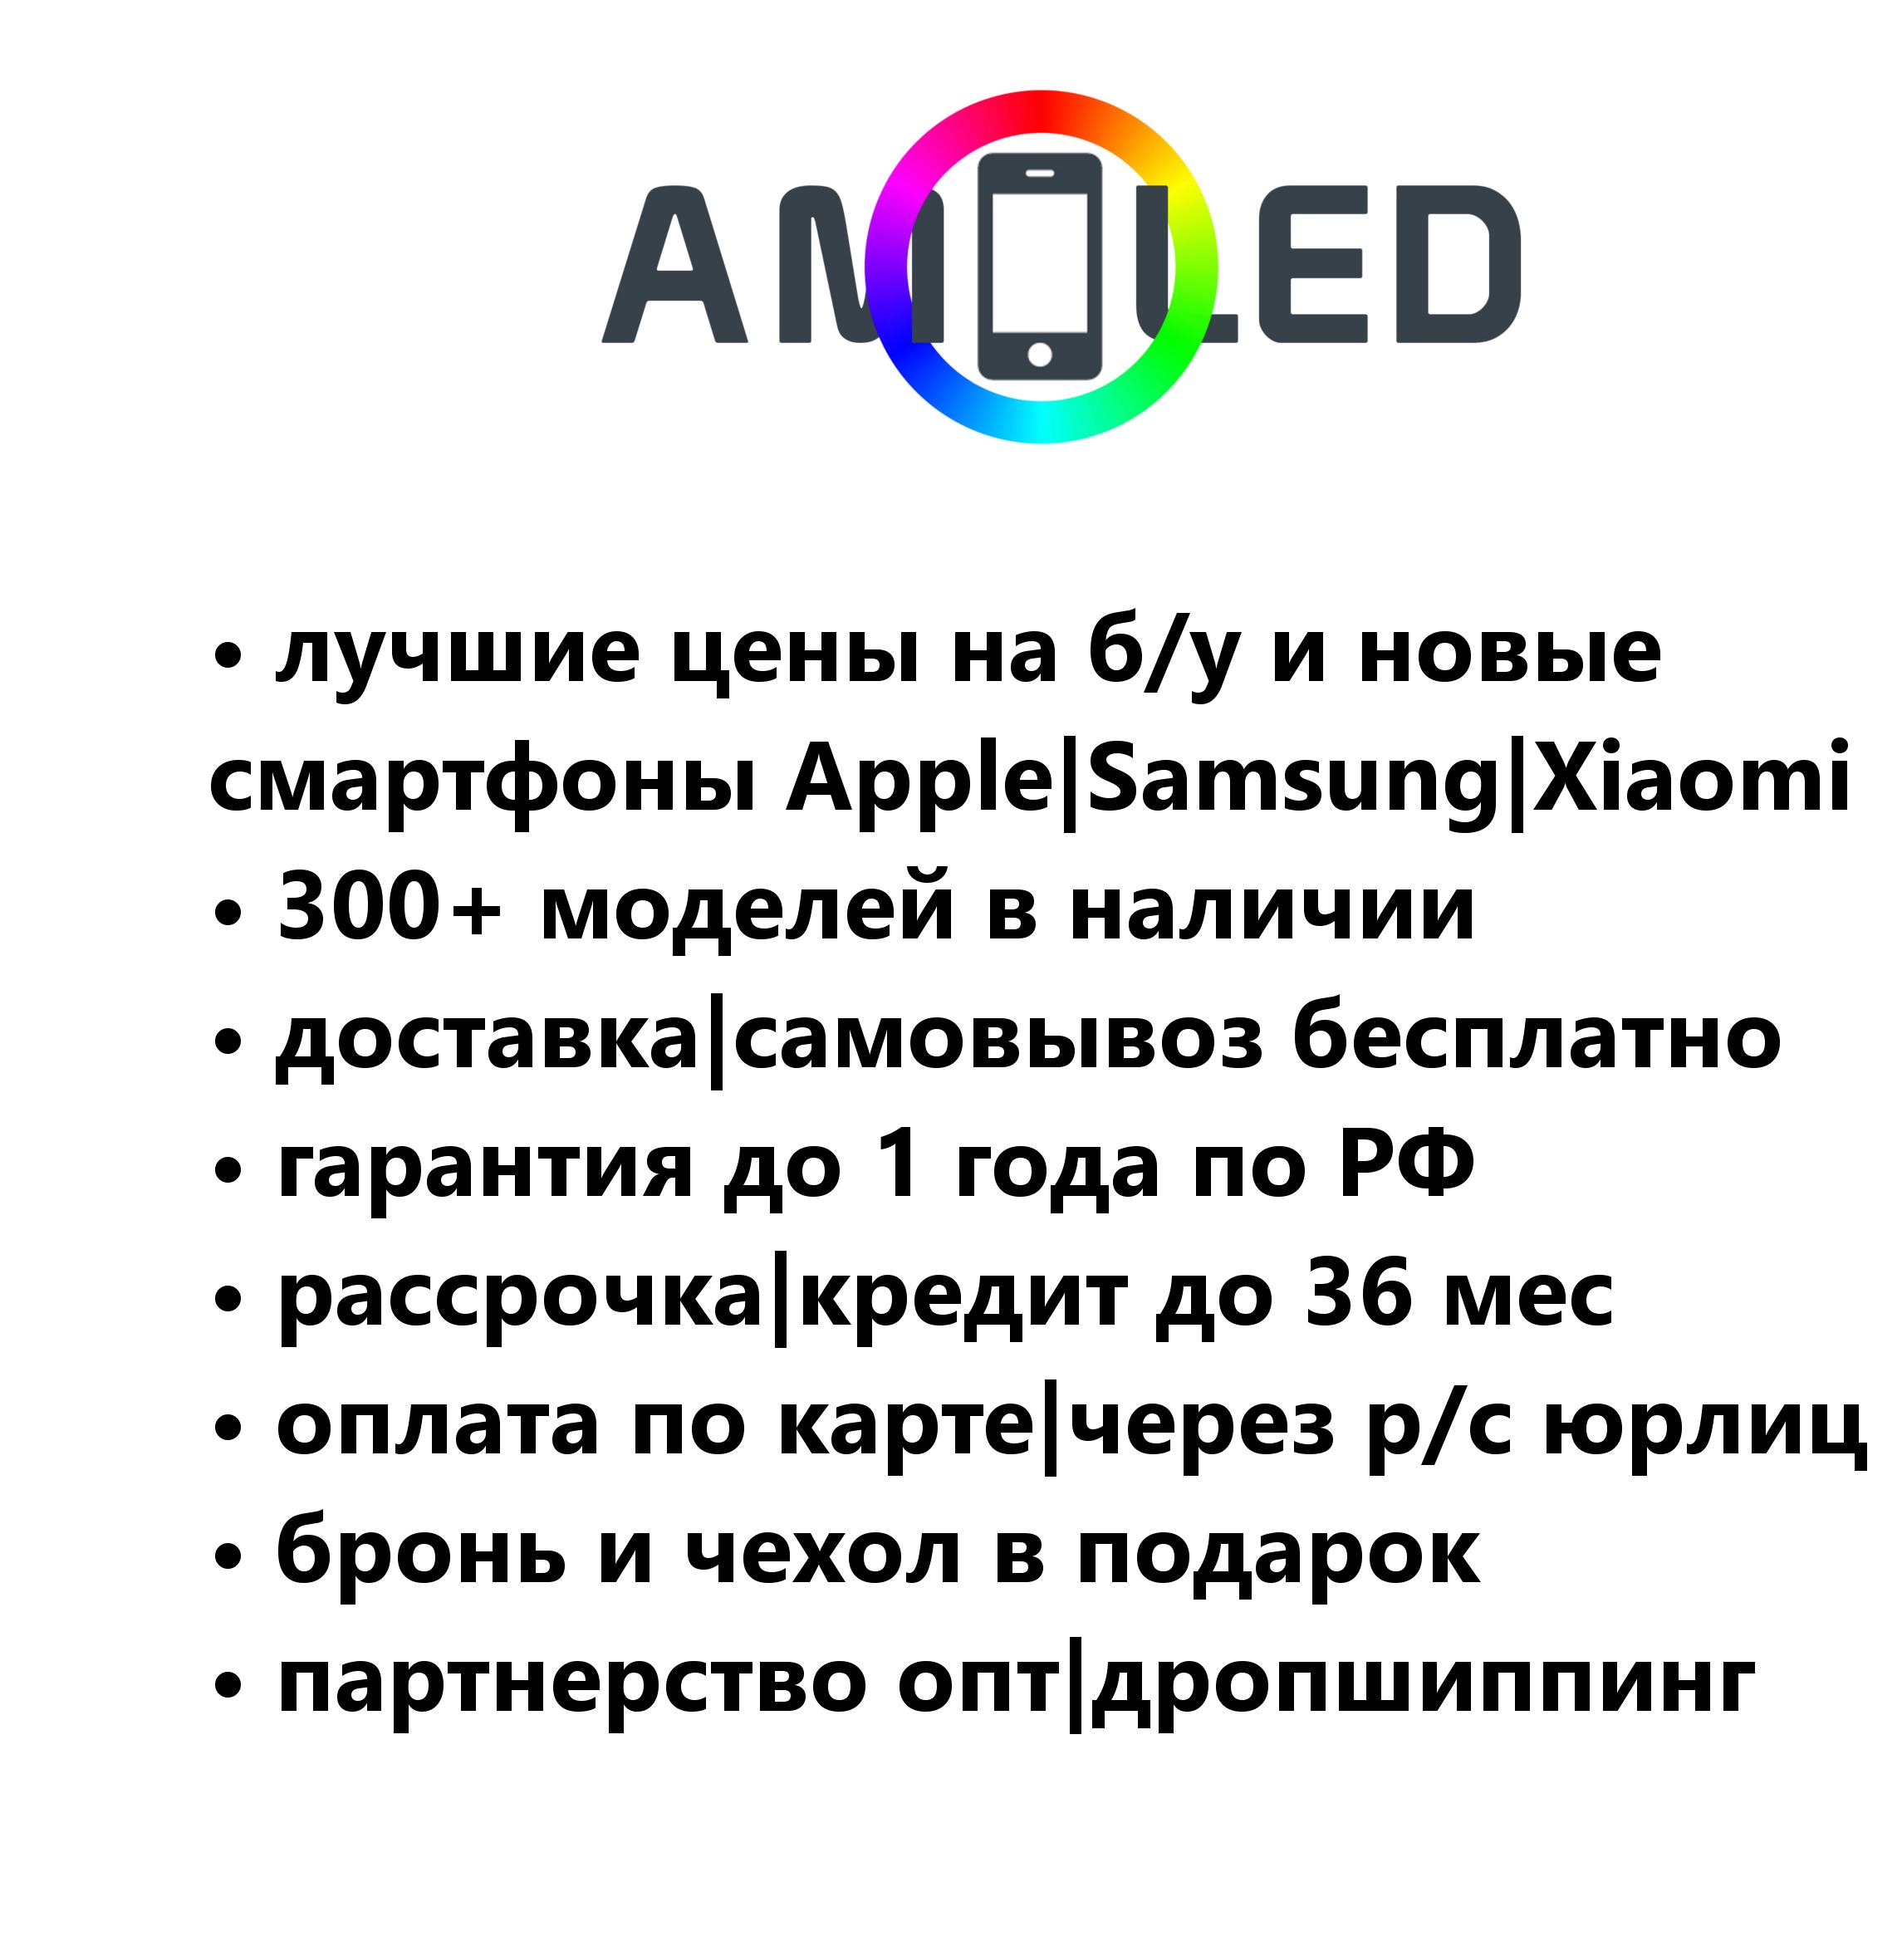 AMOLED
• лучшие цены на б/у и новые
смартфоны Apple|Samsung|Xiaomi
• 300+ моделей в наличии
• доставка|самовывоз бесплатно
• гарантия до 1 года по РФ
• рассрочка|кредит до 36 мес
• оплата по карте|через р/с юрлиц
• бронь и чехол в подарок
• партнерство опт|дропшиппинг